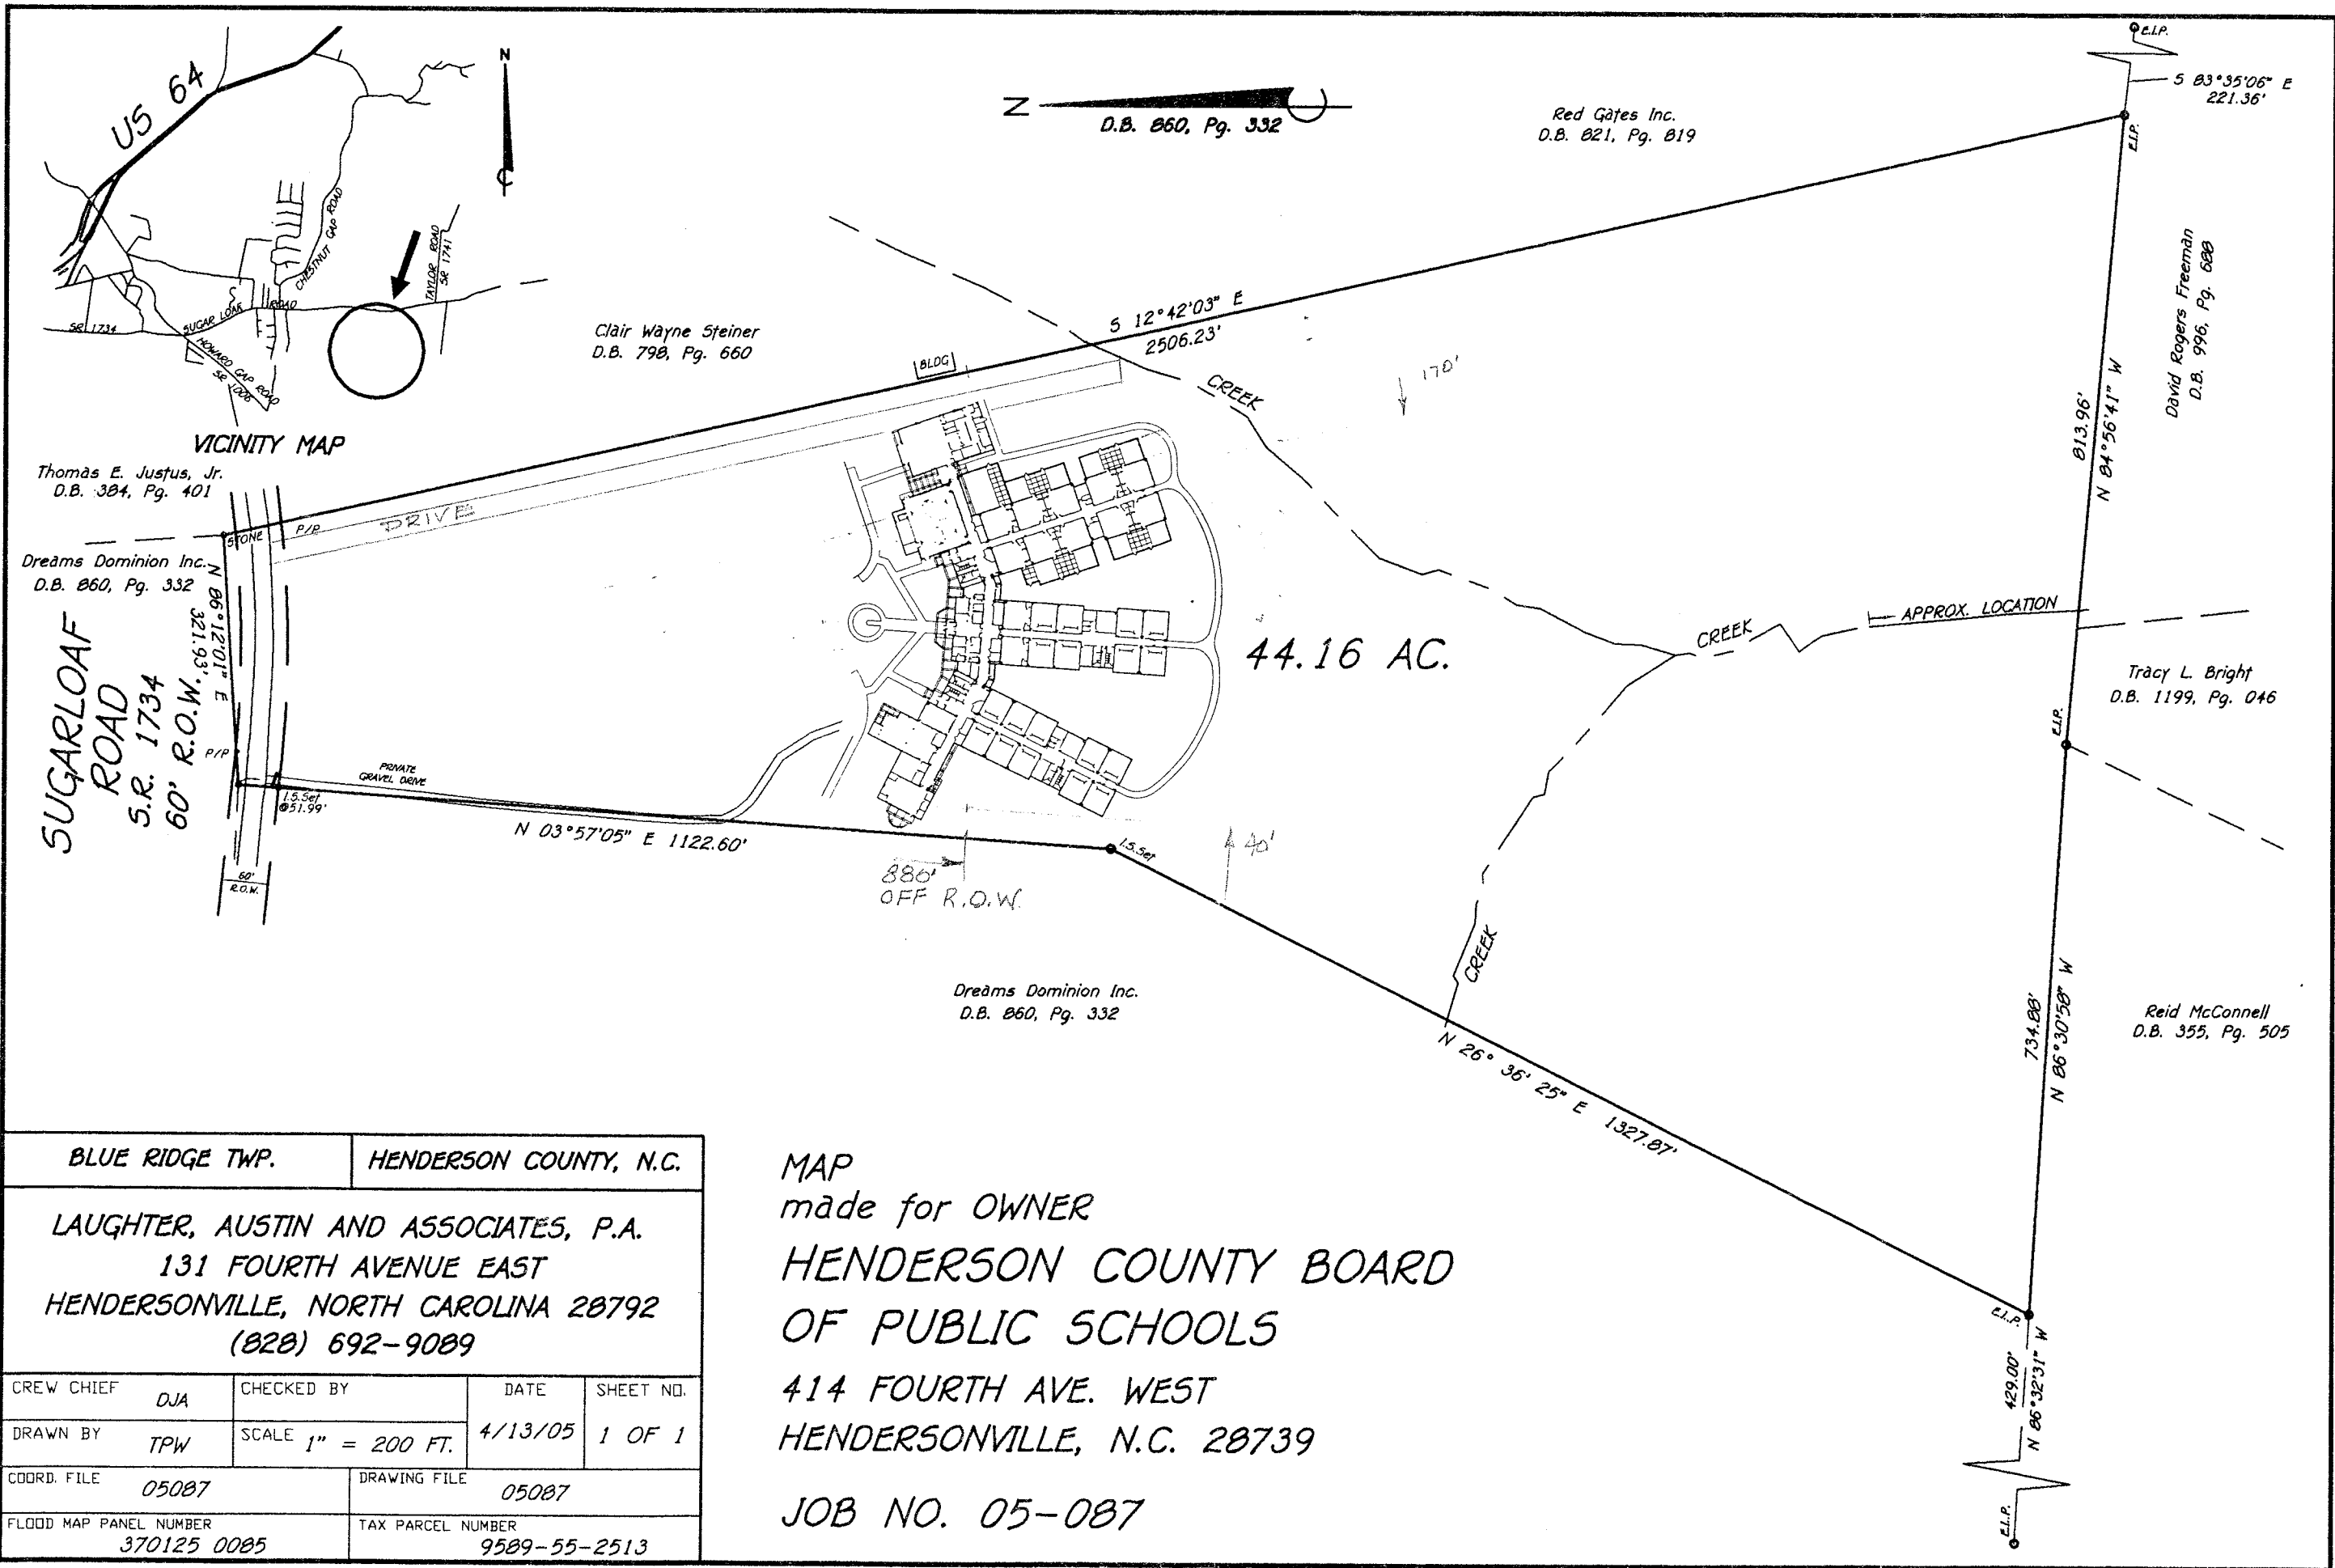 US 64
N
CHESTNUT GAP ROAD
TAYLOR ROAD
SR 1741
SUGAR LOAF ROAD
SR 1734
HOWARD GAP ROAD
SR 1006
VICINITY MAP
N
D.B. 860, Pg. 332
Red Gates Inc.
D.B. 821, Pg. 819
E.I.P.
S 83°35'06" E
221.36'
E.I.P.
Clair Wayne Steiner
D.B. 798, Pg. 660
S 12°42'03" E
2506.23'
BLDG
CREEK
170'
David Rogers Freeman
D.B. 996, Pg. 688
813.96'
N 84°56'41" W
Thomas E. Justus, Jr.
D.B. 384, Pg. 401
STONE
P/P
DRIVE
Dreams Dominion Inc.
D.B. 860, Pg. 332
N 86°12'01" E
321.93'
SUGARLOAF
ROAD
S.R. 1734
60' R.O.W.
P/P
44.16 AC.
CREEK
APPROX. LOCATION
Tracy L. Bright
D.B. 1199, Pg. 046
E.I.P.
PRIVATE
GRAVEL DRIVE
I.S.Set
@51.99'
N 03°57'05" E 1122.60'
60'
R.O.W.
I.S.Set
880'
OFF R.O.W.
40'
CREEK
Dreams Dominion Inc.
D.B. 860, Pg. 332
N 26° 36' 25" E 1327.87'
734.88'
N 86°30'58" W
Reid McConnell
D.B. 355, Pg. 505
E.I.P.
429.00'
N 86°32'31" W
E.I.P.
BLUE RIDGE TWP.
HENDERSON COUNTY, N.C.
LAUGHTER, AUSTIN AND ASSOCIATES, P.A.
131 FOURTH AVENUE EAST
HENDERSONVILLE, NORTH CAROLINA 28792
(828) 692-9089
CREW CHIEF DJA
CHECKED BY
DATE
4/13/05
SHEET NO.
1 OF 1
DRAWN BY TPW
SCALE 1" = 200 FT.
COORD. FILE
05087
DRAWING FILE
05087
FLOOD MAP PANEL NUMBER
370125 0085
TAX PARCEL NUMBER
9589-55-2513
MAP
made for OWNER
HENDERSON COUNTY BOARD
OF PUBLIC SCHOOLS
414 FOURTH AVE. WEST
HENDERSONVILLE, N.C. 28739
JOB NO. 05-087